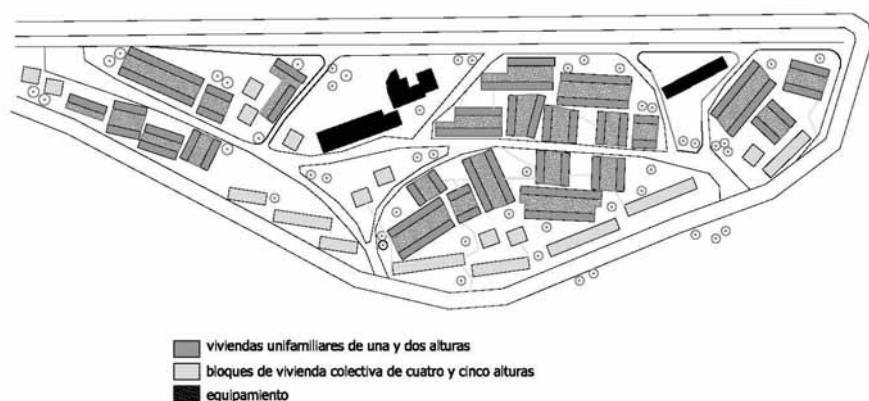 viviendas unifamiliares de una y dos alturas
bloques de vivienda colectiva de cuatro y cinco alturas
equipamiento